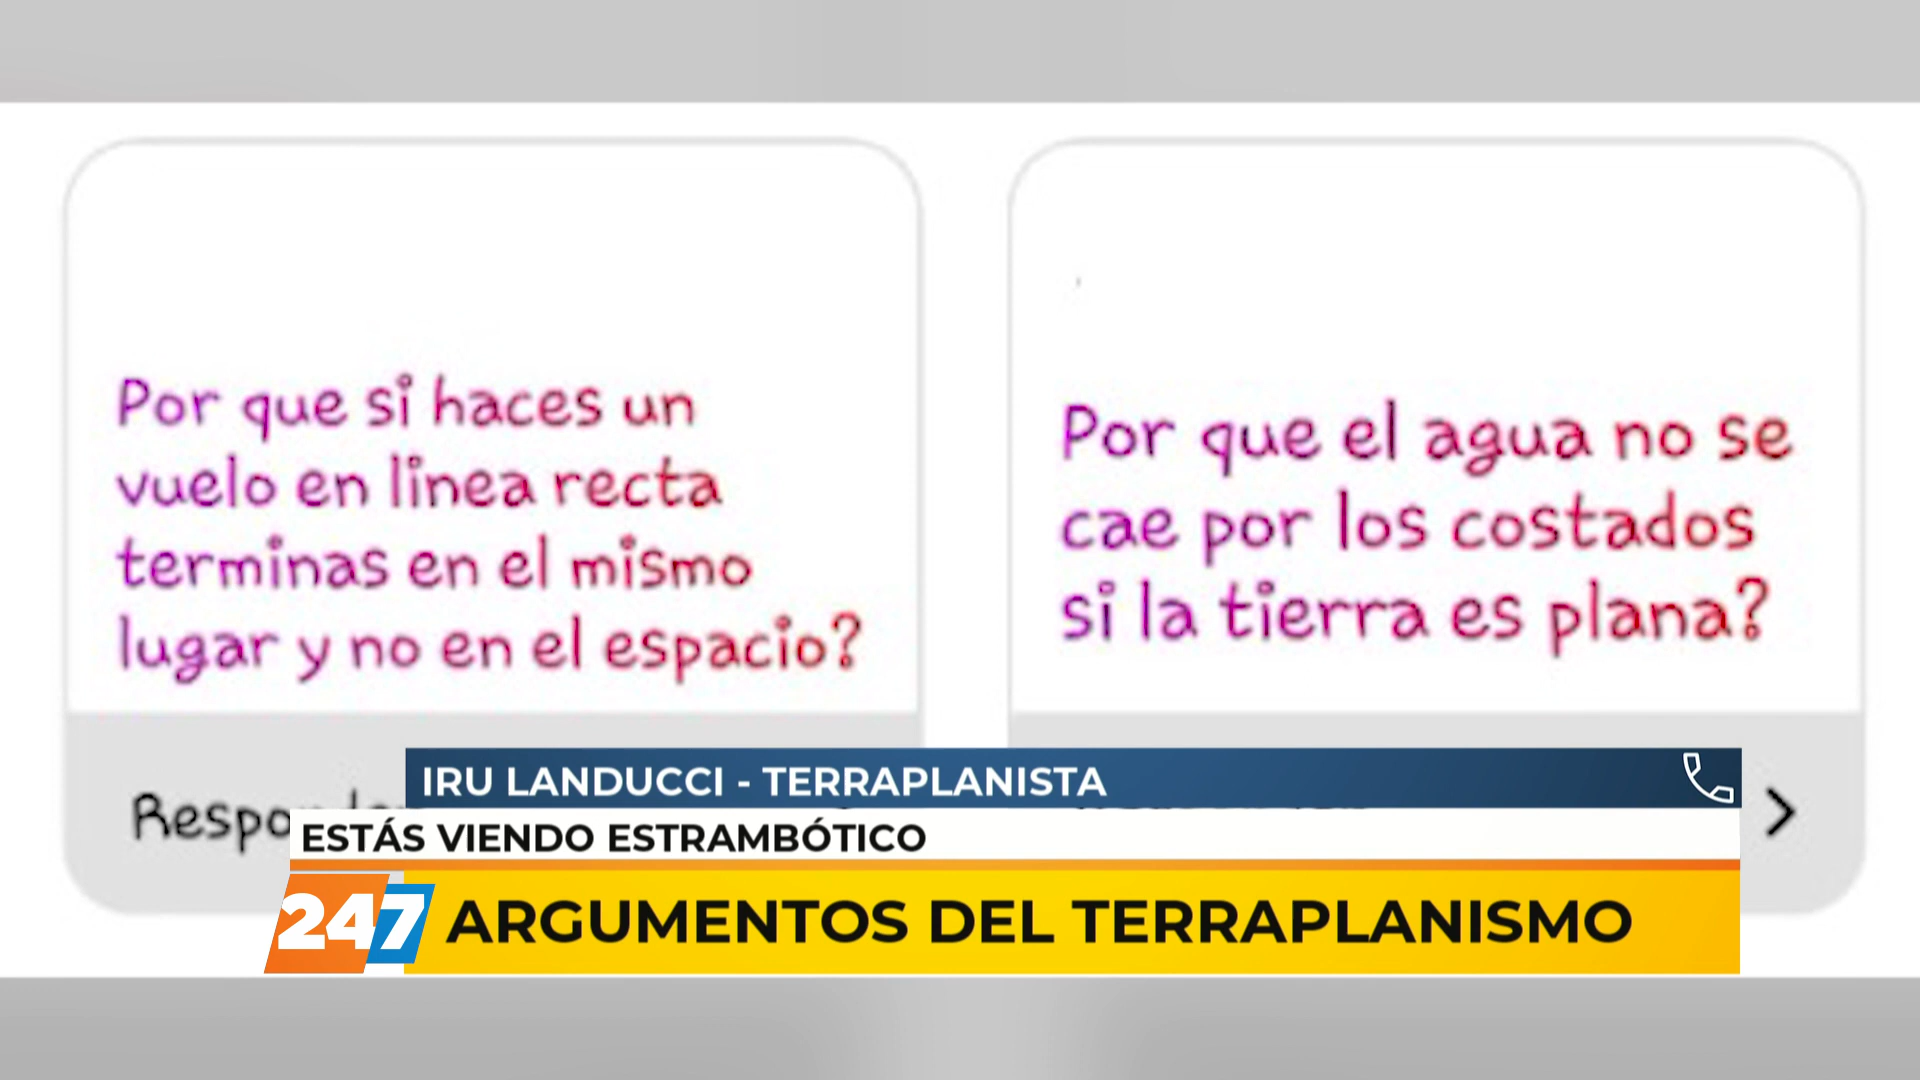 Por que si haces un
vuelo en linea recta
terminas en el mismo
lugar y no en el espacio?
Por que el agua no se
cae por los costados
si la tierra es plana?
IRU LANDUCCI - TERRAPLANISTA
ESTÁS VIENDO ESTRAMBÓTICO
247 ARGUMENTOS DEL TERRAPLANISMO